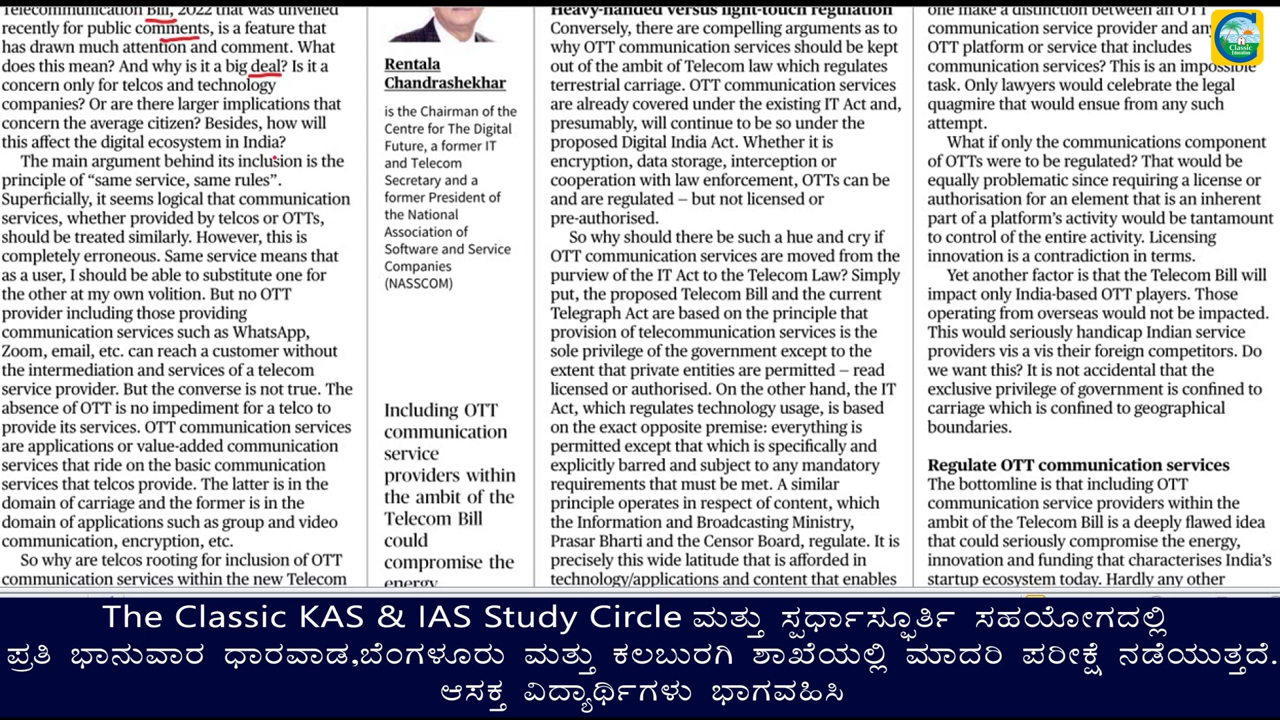 Telecommunication Bill, 2022 that was unveiled
recently for public comments, is a feature that
has drawn much attention and comment. What
does this mean? And why is it a big deal? Is it a
concern only for telcos and technology
companies? Or are there larger implications that
concern the average citizen? Besides, how will
this affect the digital ecosystem in India?
The main argument behind its inclusion is the
principle of “same service, same rules”.
Superficially, it seems logical that communication
services, whether provided by telcos or OTTs,
should be treated similarly. However, this is
completely erroneous. Same service means that
as a user, I should be able to substitute one for
the other at my own volition. But no OTT
provider including those providing
communication services such as WhatsApp,
Zoom, email, etc. can reach a customer without
the intermediation and services of a telecom
service provider. But the converse is not true. The
absence of OTT is no impediment for a telco to
provide its services. OTT communication services
are applications or value-added communication
services that ride on the basic communication
services that telcos provide. The latter is in the
domain of carriage and the former is in the
domain of applications such as group and video
communication, encryption, etc.
So why are telcos rooting for inclusion of OTT
communication services within the new Telecom
Rentala
Chandrashekhar
is the Chairman of the
Centre for The Digital
Future, a former IT
and Telecom
Secretary and a
former President of
the National
Association of
Software and Service
Companies
(NASSCOM)
Including OTT
communication
service
providers within
the ambit of the
Telecom Bill
could
compromise the
energy
Heavy-handed versus light-touch regulation
Conversely, there are compelling arguments as to
why OTT communication services should be kept
out of the ambit of Telecom law which regulates
terrestrial carriage. OTT communication services
are already covered under the existing IT Act and,
presumably, will continue to be so under the
proposed Digital India Act. Whether it is
encryption, data storage, interception or
cooperation with law enforcement, OTTs can be
and are regulated — but not licensed or
pre-authorised.
So why should there be such a hue and cry if
OTT communication services are moved from the
purview of the IT Act to the Telecom Law? Simply
put, the proposed Telecom Bill and the current
Telegraph Act are based on the principle that
provision of telecommunication services is the
sole privilege of the government except to the
extent that private entities are permitted — read
licensed or authorised. On the other hand, the IT
Act, which regulates technology usage, is based
on the exact opposite premise: everything is
permitted except that which is specifically and
explicitly barred and subject to any mandatory
requirements that must be met. A similar
principle operates in respect of content, which
the Information and Broadcasting Ministry,
Prasar Bharti and the Censor Board, regulate. It is
precisely this wide latitude that is afforded in
technology/applications and content that enables
one make a distinction between an OTT
communication service provider and any
OTT platform or service that includes
communication services? This is an impossible
task. Only lawyers would celebrate the legal
quagmire that would ensue from any such
attempt.
What if only the communications component
of OTTs were to be regulated? That would be
equally problematic since requiring a license or
authorisation for an element that is an inherent
part of a platform’s activity would be tantamount
to control of the entire activity. Licensing
innovation is a contradiction in terms.
Yet another factor is that the Telecom Bill will
impact only India-based OTT players. Those
operating from overseas would not be impacted.
This would seriously handicap Indian service
providers vis a vis their foreign competitors. Do
we want this? It is not accidental that the
exclusive privilege of government is confined to
carriage which is confined to geographical
boundaries.
Regulate OTT communication services
The bottomline is that including OTT
communication service providers within the
ambit of the Telecom Bill is a deeply flawed idea
that could seriously compromise the energy,
innovation and funding that characterises India’s
startup ecosystem today. Hardly any other
Classic
Education
The Classic KAS & IAS Study Circle ಮತ್ತು ಸ್ಪರ್ಧಾಸ್ಫೂರ್ತಿ ಸಹಯೋಗದಲ್ಲಿ
ಪ್ರತಿ ಭಾನುವಾರ ಧಾರವಾಡ,ಬೆಂಗಳೂರು ಮತ್ತು ಕಲಬುರಗಿ ಶಾಖೆಯಲ್ಲಿ ಮಾದರಿ ಪರೀಕ್ಷೆ ನಡೆಯುತ್ತದೆ.
ಆಸಕ್ತ ವಿದ್ಯಾರ್ಥಿಗಳು ಭಾಗವಹಿಸಿ